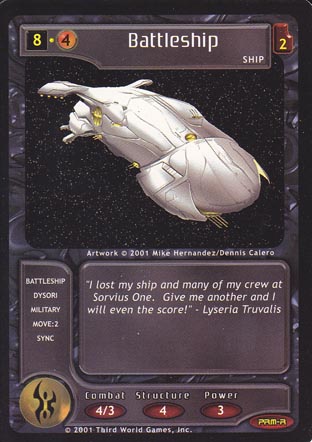 8 • 4
Battleship
2
SHIP
Artwork © 2001 Mike Hernandez/Dennis Calero
BATTLESHIP
DYSORI
MILITARY
MOVE:2
SYNC
"I lost my ship and many of my crew at
Sorvius One. Give me another and I
will even the score!" - Lyseria Truvalis
Combat Structure Power
4/3 4 3
© 2001 Third World Games, Inc.
PRM-R